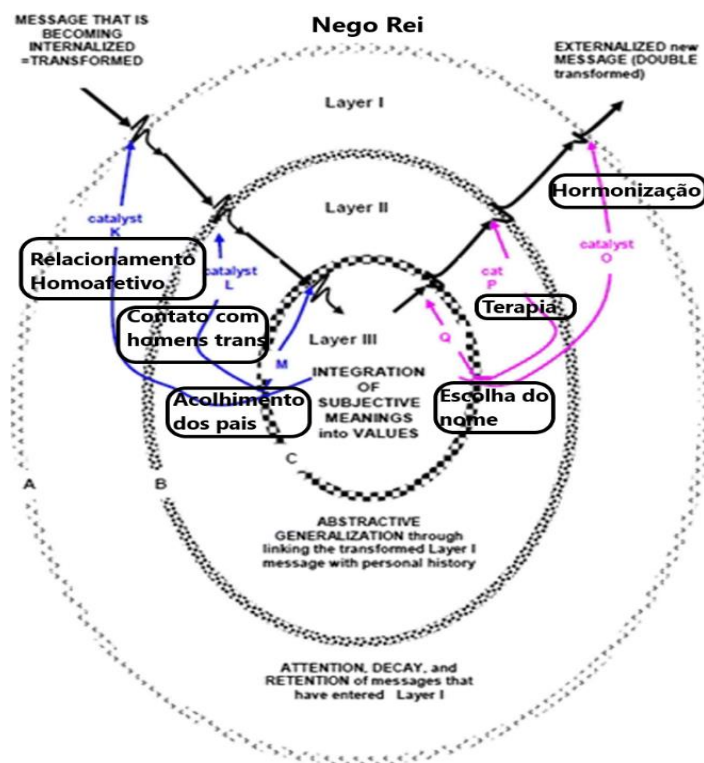 Nego Rei
MESSAGE THAT IS
BECOMING
INTERNALIZED
=TRANSFORMED
EXTERNALIZED new
MESSAGE (DOUBLE
transformed)
Layer I
Hormonização
Layer II
catalyst
K
Relacionamento
Homoafetivo
catalyst
L
cat
P
catalyst
O
Terapia
Contato com
homens trans
Layer III
M
Q
INTEGRATION
OF
SUBJECTIVE
MEANINGS
into VALUES
Acolhimento
dos pais
Escolha do
nome
C
A
B
ABSTRACTIVE
GENERALIZATION through
linking the transformed Layer I
message with personal history
ATTENTION, DECAY, and
RETENTION of messages that
have entered Layer I